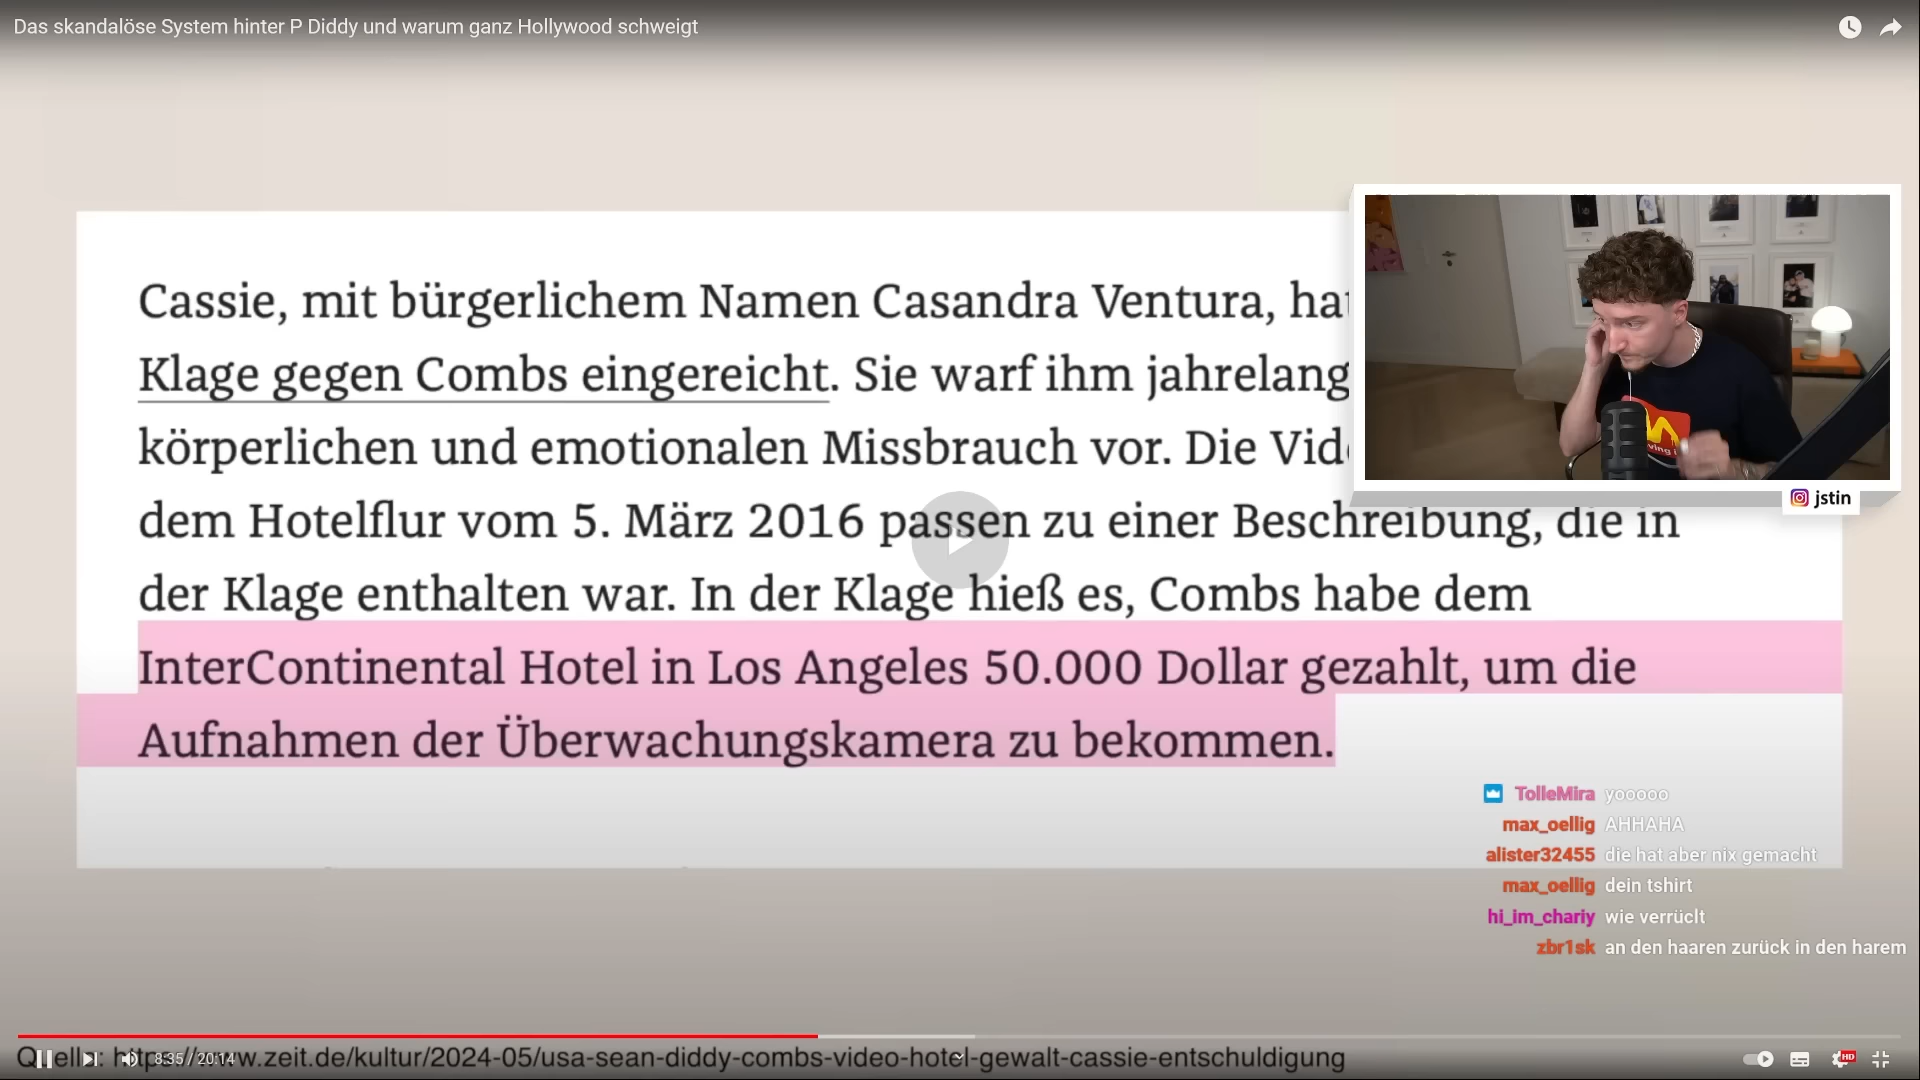 Das skandalöse System hinter P Diddy und warum ganz Hollywood schweigt
Cassie, mit bürgerlichem Namen Casandra Ventura, hat
Klage gegen Combs eingereicht. Sie warf ihm jahrelang
körperlichen und emotionalen Missbrauch vor. Die
dem Hotelflur vom 5. März 2016 passen zu einer Beschreibung, die in
der Klage enthalten war. In der Klage hieß es, Combs habe dem
InterContinental Hotel in Los Angeles 50.000 Dollar gezahlt, um die
Aufnahmen der Überwachungskamera zu bekommen.
jstin
TolleMira yooooo
max_oellig AHHAHA
alister32455 die hat aber nix gemacht
max_oellig dein tshirt
hi_im_chariy wie verrüclt
zbr1sk an den haaren zurück in den harem
8:35 / 20:14
Quelle: https://www.zeit.de/kultur/2024-05/usa-sean-diddy-combs-video-hotel-gewalt-cassie-entschuldigung
HD